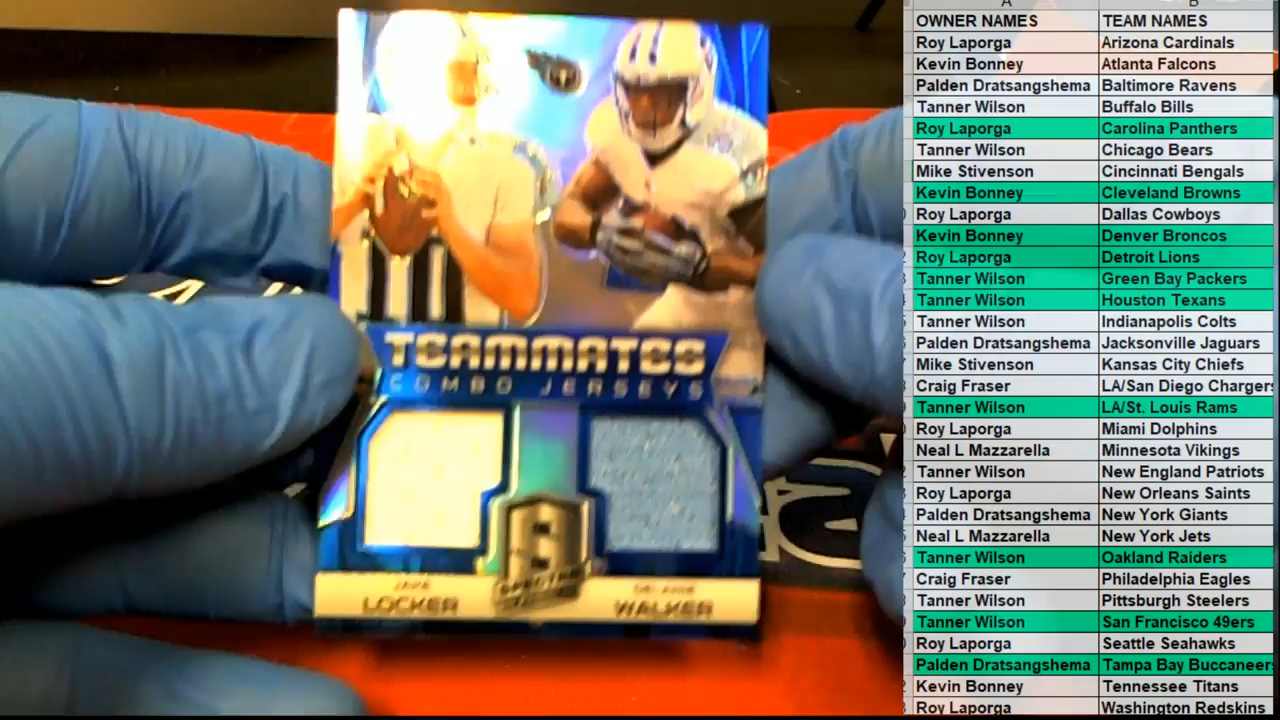 TEAMMATES
COMBO JERSEYS
JAKE
LOCKER
SPECTRA
DELANIE
WALKER
A B
OWNER NAMES TEAM NAMES
Roy Laporga Arizona Cardinals
Kevin Bonney Atlanta Falcons
Palden Dratsangshema Baltimore Ravens
Tanner Wilson Buffalo Bills
Roy Laporga Carolina Panthers
Tanner Wilson Chicago Bears
Mike Stivenson Cincinnati Bengals
Kevin Bonney Cleveland Browns
Roy Laporga Dallas Cowboys
Kevin Bonney Denver Broncos
Roy Laporga Detroit Lions
Tanner Wilson Green Bay Packers
Tanner Wilson Houston Texans
Tanner Wilson Indianapolis Colts
Palden Dratsangshema Jacksonville Jaguars
Mike Stivenson Kansas City Chiefs
Craig Fraser LA/San Diego Chargers
Tanner Wilson LA/St. Louis Rams
Roy Laporga Miami Dolphins
Neal L Mazzarella Minnesota Vikings
Tanner Wilson New England Patriots
Roy Laporga New Orleans Saints
Palden Dratsangshema New York Giants
Neal L Mazzarella New York Jets
Tanner Wilson Oakland Raiders
Craig Fraser Philadelphia Eagles
Tanner Wilson Pittsburgh Steelers
Tanner Wilson San Francisco 49ers
Roy Laporga Seattle Seahawks
Palden Dratsangshema Tampa Bay Buccaneers
Kevin Bonney Tennessee Titans
Roy Laporga Washington Redskins